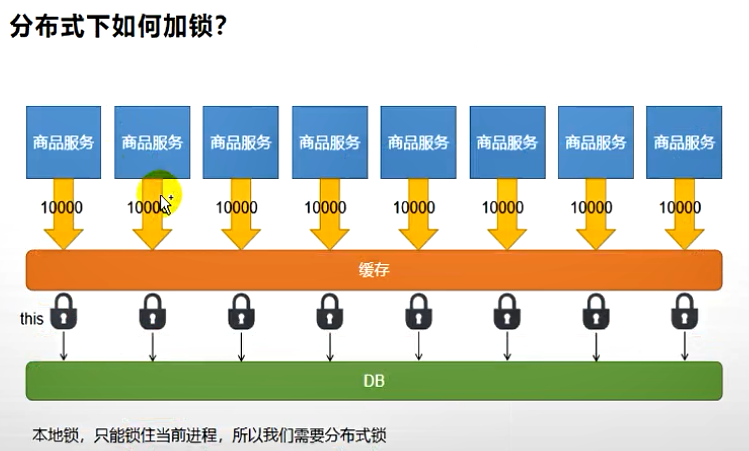 分布式下如何加锁？
商品服务 商品服务 商品服务 商品服务 商品服务 商品服务 商品服务 商品服务
10000 10000 10000 10000 10000 10000 10000 10000
缓存
this
DB
本地锁，只能锁住当前进程，所以我们需要分布式锁